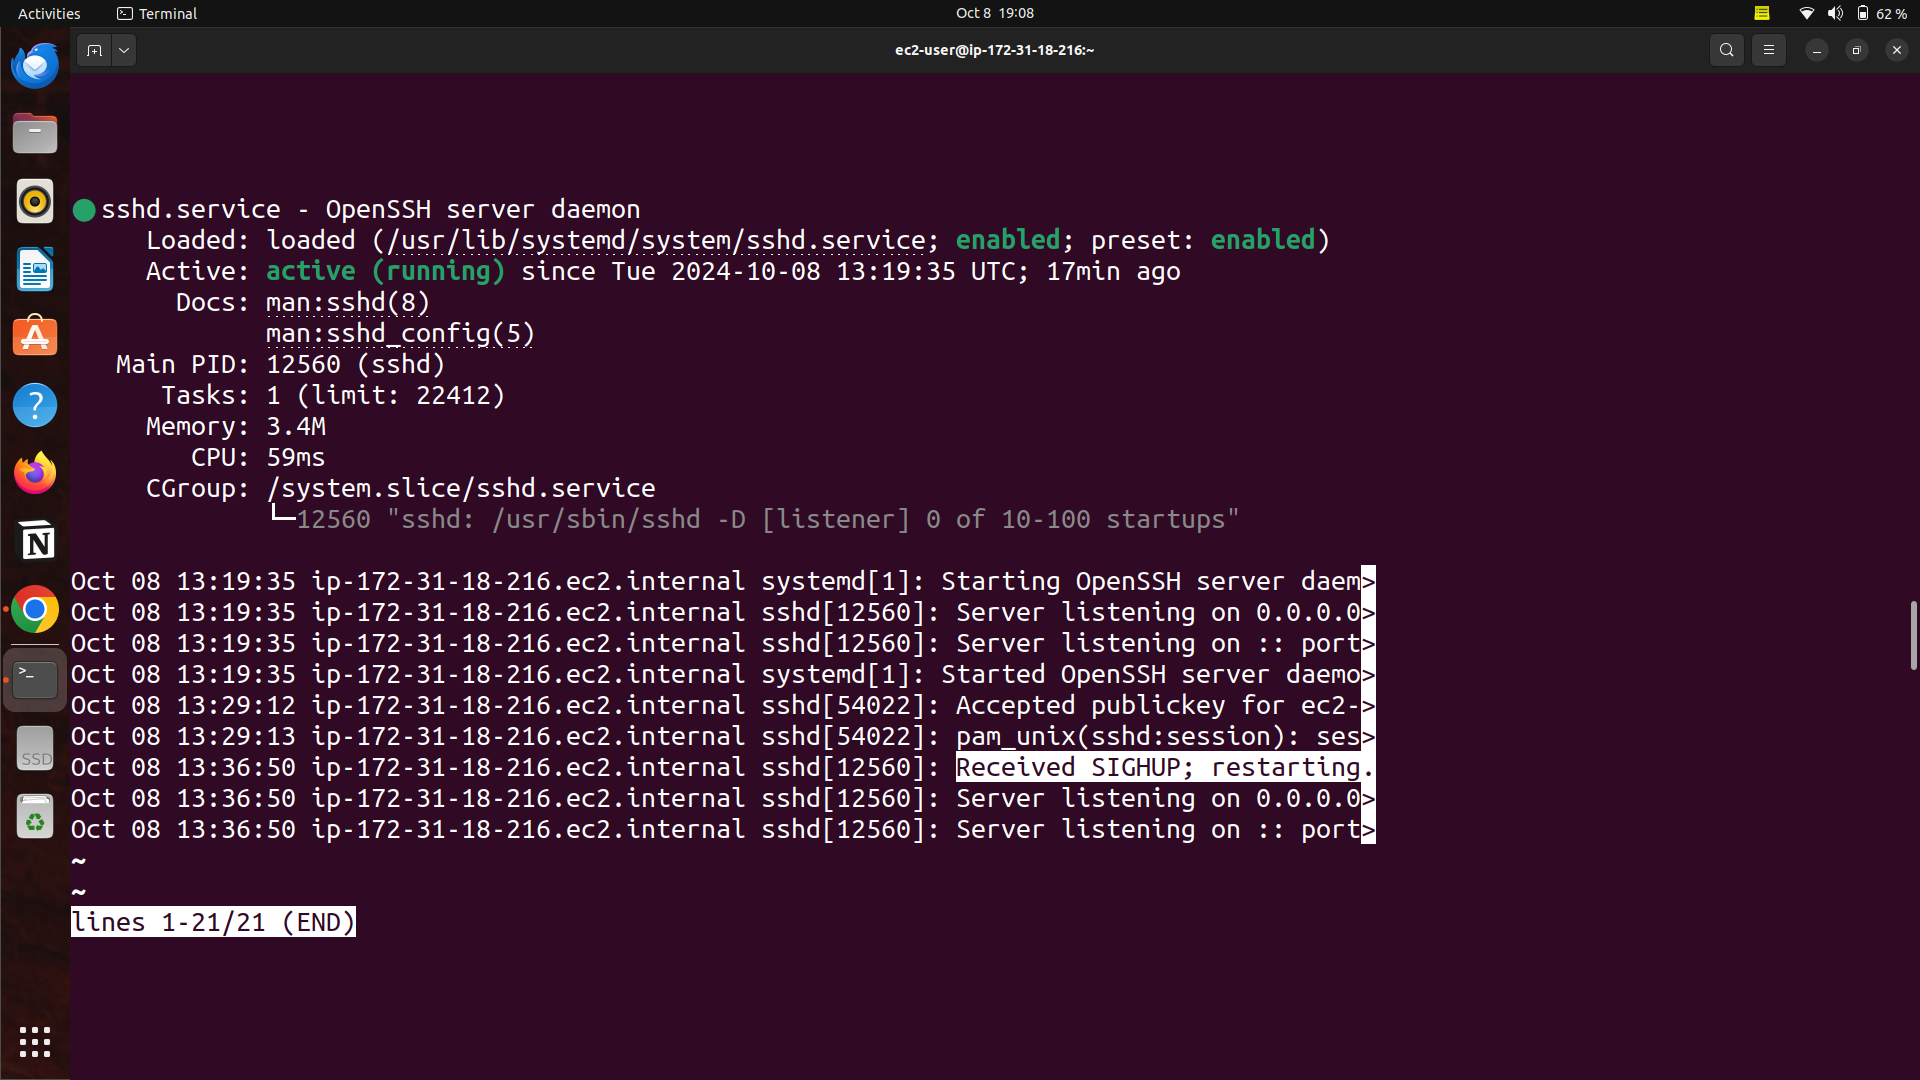 Activities Terminal Oct 8 19:08 62 %
ec2-user@ip-172-31-18-216:~
sshd.service - OpenSSH server daemon
Loaded: loaded (/usr/lib/systemd/system/sshd.service; enabled; preset: enabled)
Active: active (running) since Tue 2024-10-08 13:19:35 UTC; 17min ago
Docs: man:sshd(8)
man:sshd_config(5)
Main PID: 12560 (sshd)
Tasks: 1 (limit: 22412)
Memory: 3.4M
CPU: 59ms
CGroup: /system.slice/sshd.service
└─12560 "sshd: /usr/sbin/sshd -D [listener] 0 of 10-100 startups"
Oct 08 13:19:35 ip-172-31-18-216.ec2.internal systemd[1]: Starting OpenSSH server daem>
Oct 08 13:19:35 ip-172-31-18-216.ec2.internal sshd[12560]: Server listening on 0.0.0.0>
Oct 08 13:19:35 ip-172-31-18-216.ec2.internal sshd[12560]: Server listening on :: port>
Oct 08 13:19:35 ip-172-31-18-216.ec2.internal systemd[1]: Started OpenSSH server daemo>
Oct 08 13:29:12 ip-172-31-18-216.ec2.internal sshd[54022]: Accepted publickey for ec2->
Oct 08 13:29:13 ip-172-31-18-216.ec2.internal sshd[54022]: pam_unix(sshd:session): ses>
Oct 08 13:36:50 ip-172-31-18-216.ec2.internal sshd[12560]: Received SIGHUP; restarting.
Oct 08 13:36:50 ip-172-31-18-216.ec2.internal sshd[12560]: Server listening on 0.0.0.0>
Oct 08 13:36:50 ip-172-31-18-216.ec2.internal sshd[12560]: Server listening on :: port>
~
~
lines 1-21/21 (END)
N
>_
SSD